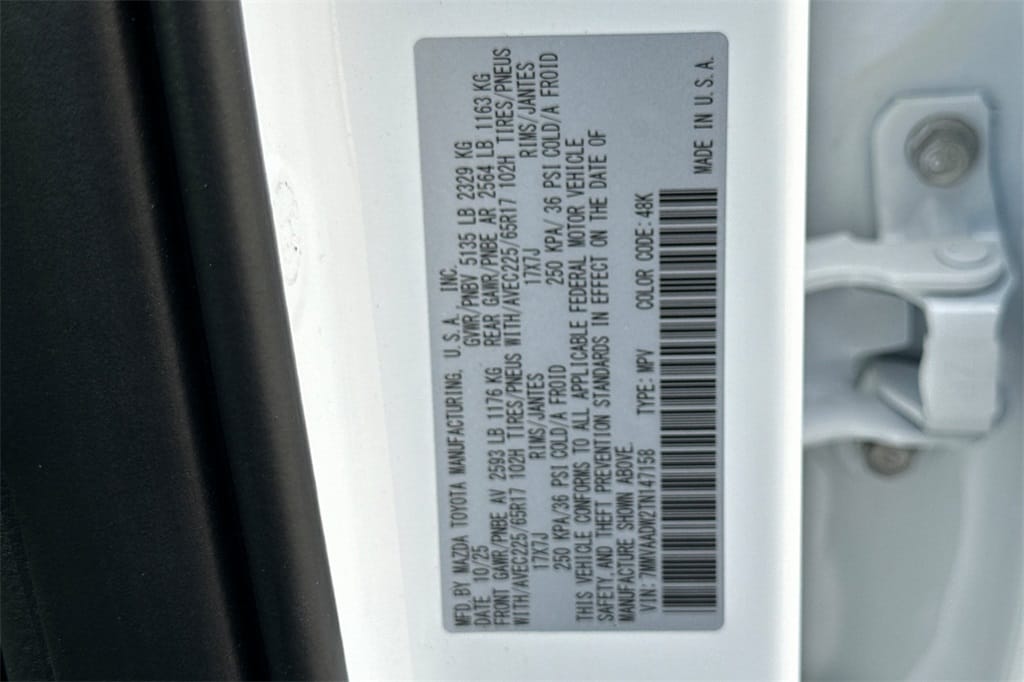 MFD.BY MAZDA TOYOTA MANUFACTURING, U.S.A. INC.
DATE 10/25 GVWR/PNBV 5135 LB 2329 KG
FRONT GAWR/PNBE AV 2593 LB 1176 KG REAR GAWR/PNBE AR 2564 LB 1163 KG
WITH/AVEC225/65R17 102H TIRES/PNEUS WITH/AVEC225/65R17 102H TIRES/PNEUS
17X7J RIMS/JANTES 17X7J RIMS/JANTES
250 KPA/36 PSI COLD/A FROID 250 KPA/ 36 PSI COLD/A FROID
THIS VEHICLE CONFORMS TO ALL APPLICABLE FEDERAL MOTOR VEHICLE
SAFETY AND THEFT PREVENTION STANDARDS IN EFFECT ON THE DATE OF
MANUFACTURE SHOWN ABOVE.
VIN: 7MMVAADW2TN147158 TYPE: MPV COLOR CODE: 48K
MADE IN U.S.A.